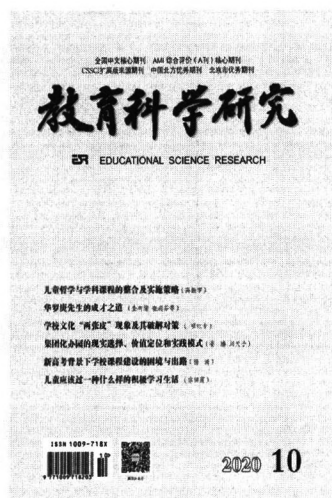 全国中文核心期刊 AMI综合评价(A刊)核心期刊
CSSCI扩展版来源期刊 中国北方优秀期刊 北京市优秀期刊
教育科学研究
ESR EDUCATIONAL SCIENCE RESEARCH
儿童哲学与学科课程的整合及实施策略
华罗庚先生的成才之道
学校文化“两张皮”现象及其破解对策
集团化办园的现实选择、价值定位和实践模式
新高考背景下学校课程建设的困境与出路
儿童应该过一种什么样的积极学习生活
ISSN 1009-718X
2020 10